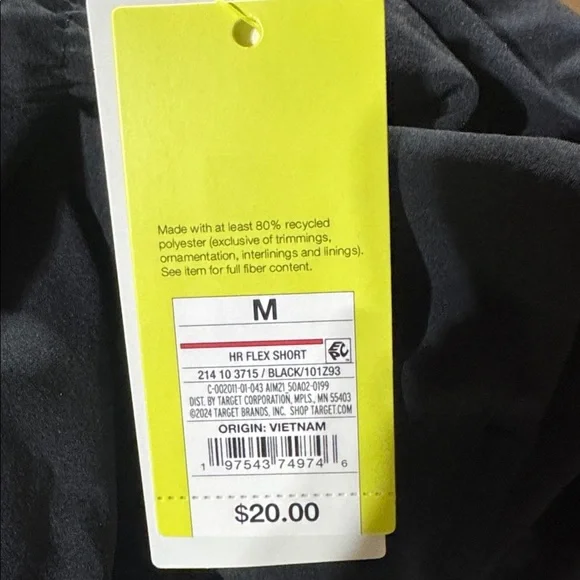 Made with at least 80% recycled
polyester (exclusive of trimmings,
ornamentation, interlinings and linings).
See item for full fiber content.
M
HR FLEX SHORT
214 10 3715 / BLACK/101Z93
C-002011-01-043 AIM21 50A02-0199
DIST. BY TARGET CORPORATION, MPLS., MN 55403
©2024 TARGET BRANDS, INC. SHOP TARGET.COM
ORIGIN: VIETNAM
1 97543 74974 6
$20.00